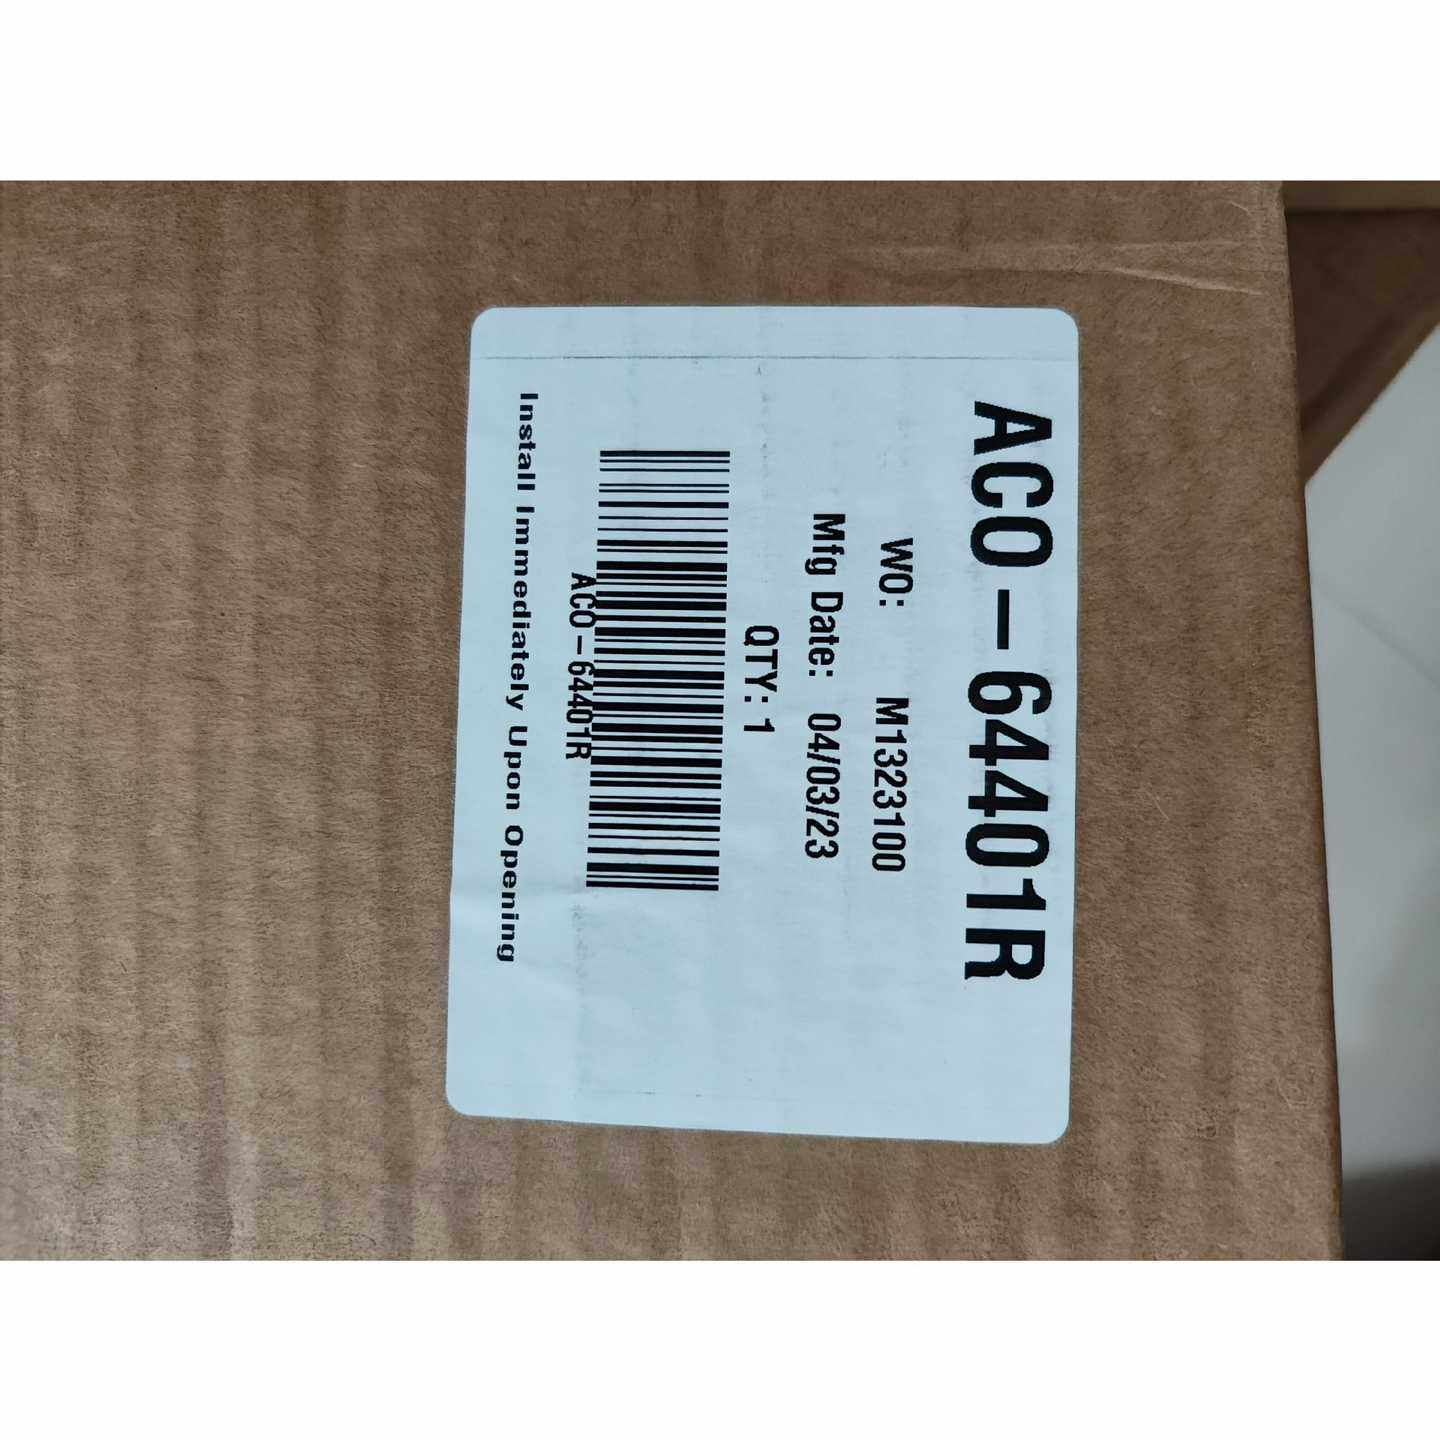 ACO-64401R
WO: M1323100
Mfg Date: 04/03/23
QTY: 1
ACO-64401R
Install Immediately Upon Opening